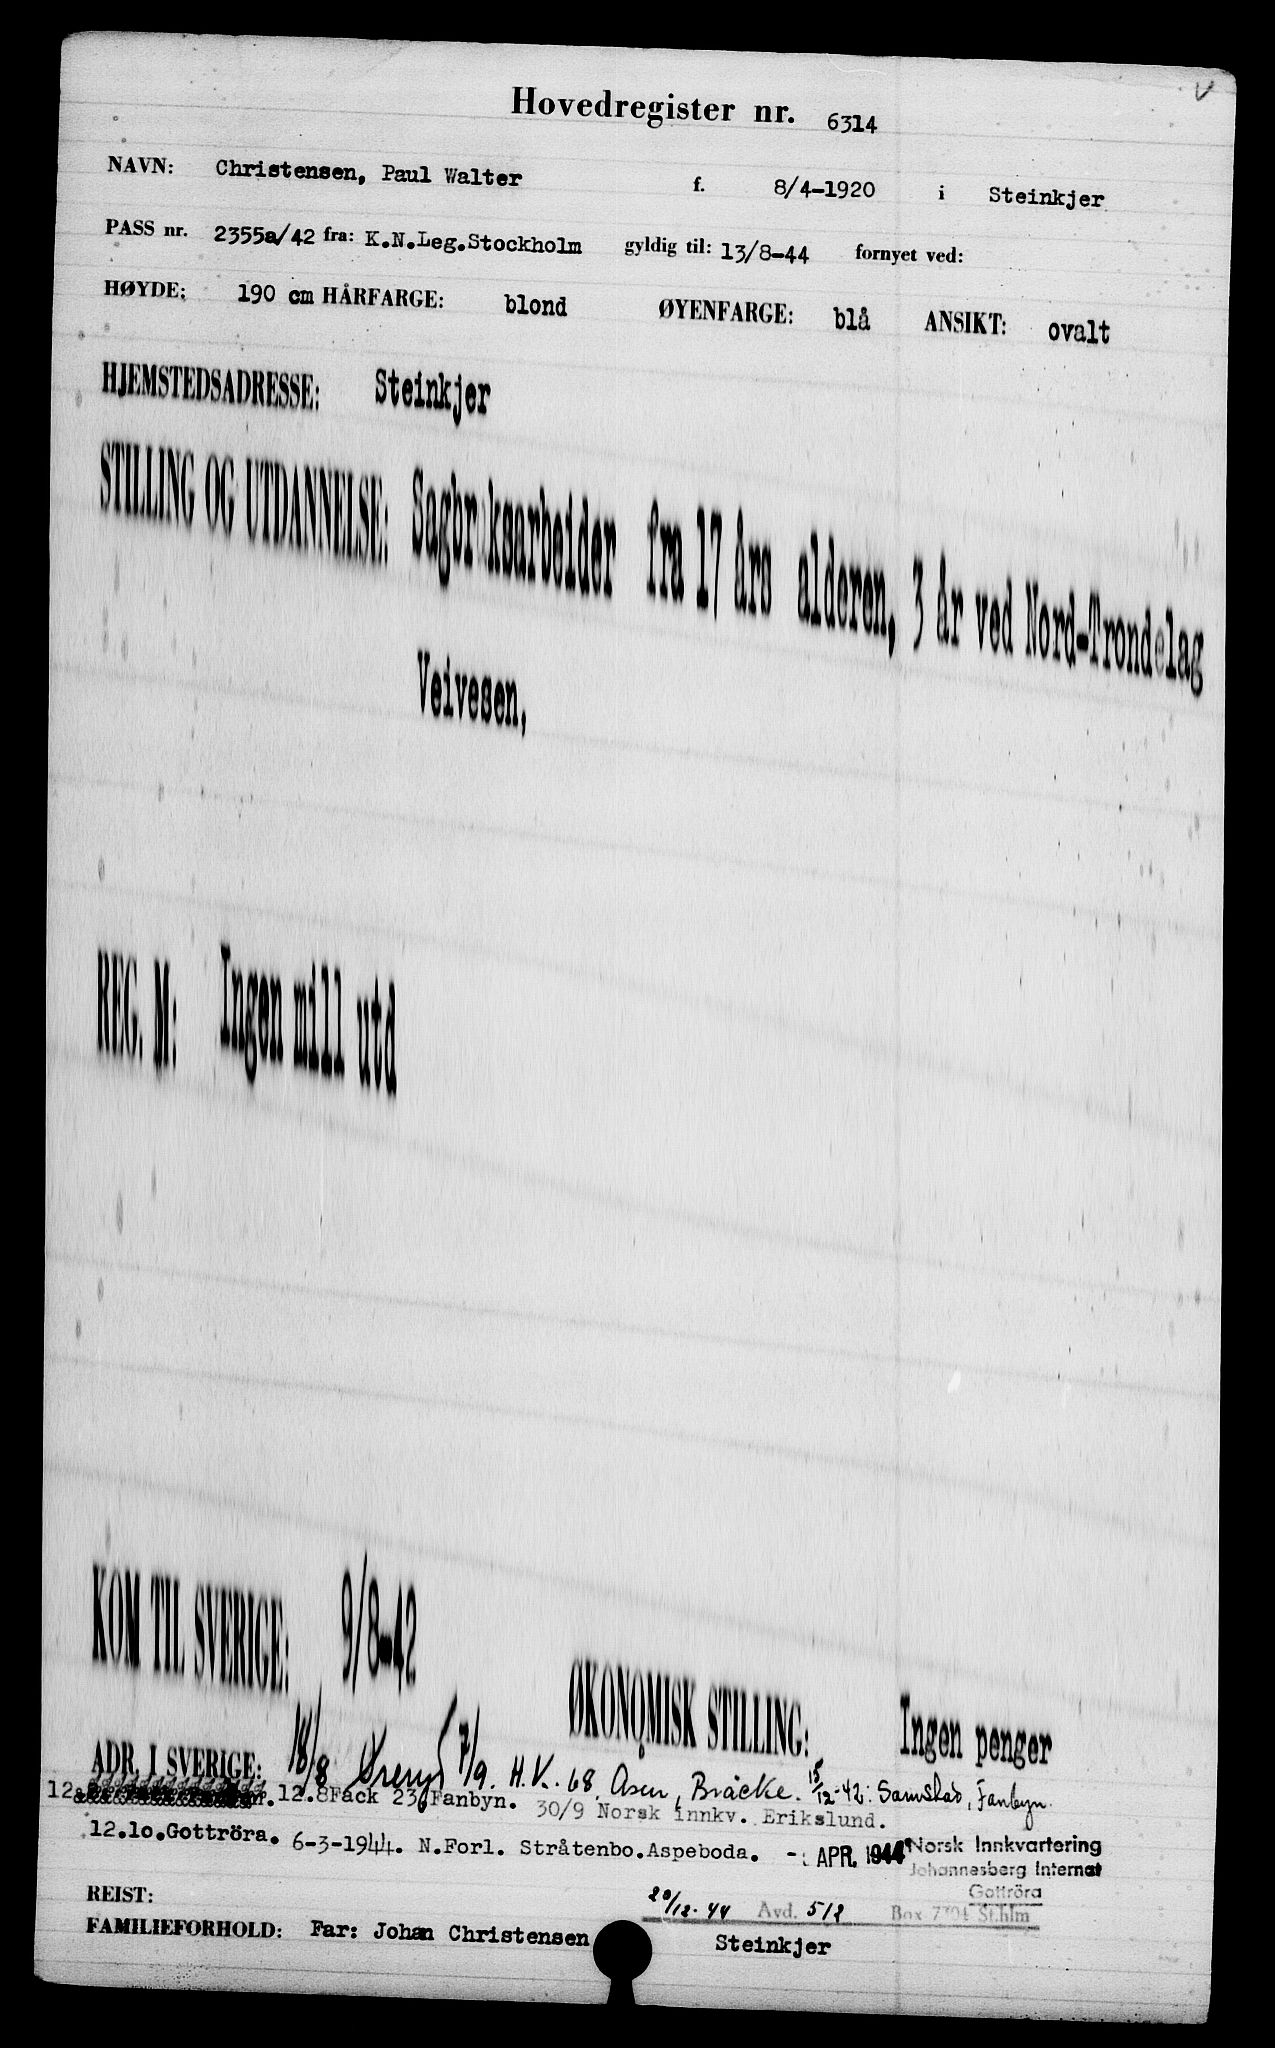 Hovedregister nr. 6314
NAVN: Christensen, Paul Walter f. 8/4-1920 i Steinkjer
PASS nr. 2355a/42 fra: K.N.Leg.Stockholm gyldig til: 13/8-44 fornyet ved:
HØYDE: 190 cm HÅRFARGE: blond ØYENFARGE: blå ANSIKT: ovalt
HJEMSTEDSADRESSE: Steinkjer
STILLING OG UTDANNELSE: Sagbruksarbeider fra 17 års alderen, 3 år ved Nord-Trondelag
Veivesen,
REG. M: Ingen mill utd
KOM TIL SVERIGE: 9/8-42
ØKONOMISK STILLING: Ingen penger
ADR. I SVERIGE: 18/8 7/9. H.V. 68, Asen, Bräcke. 15/12-42: Samstad, Fanbyn.
12.8Fack 23, Fanbyn. 30/9 Norsk innkv. Erikslund.
12.1o.Gottröra. 6-3-1944. N.Forl. Stråtenbo.Aspeboda. - APR. 1944 Norsk Innkvartering
Johannesberg Internat
Gottröra
REIST: 20/12-44 Avd. 512 Box 7704 St.hlm
FAMILIEFORHOLD: Far: Johan Christensen Steinkjer